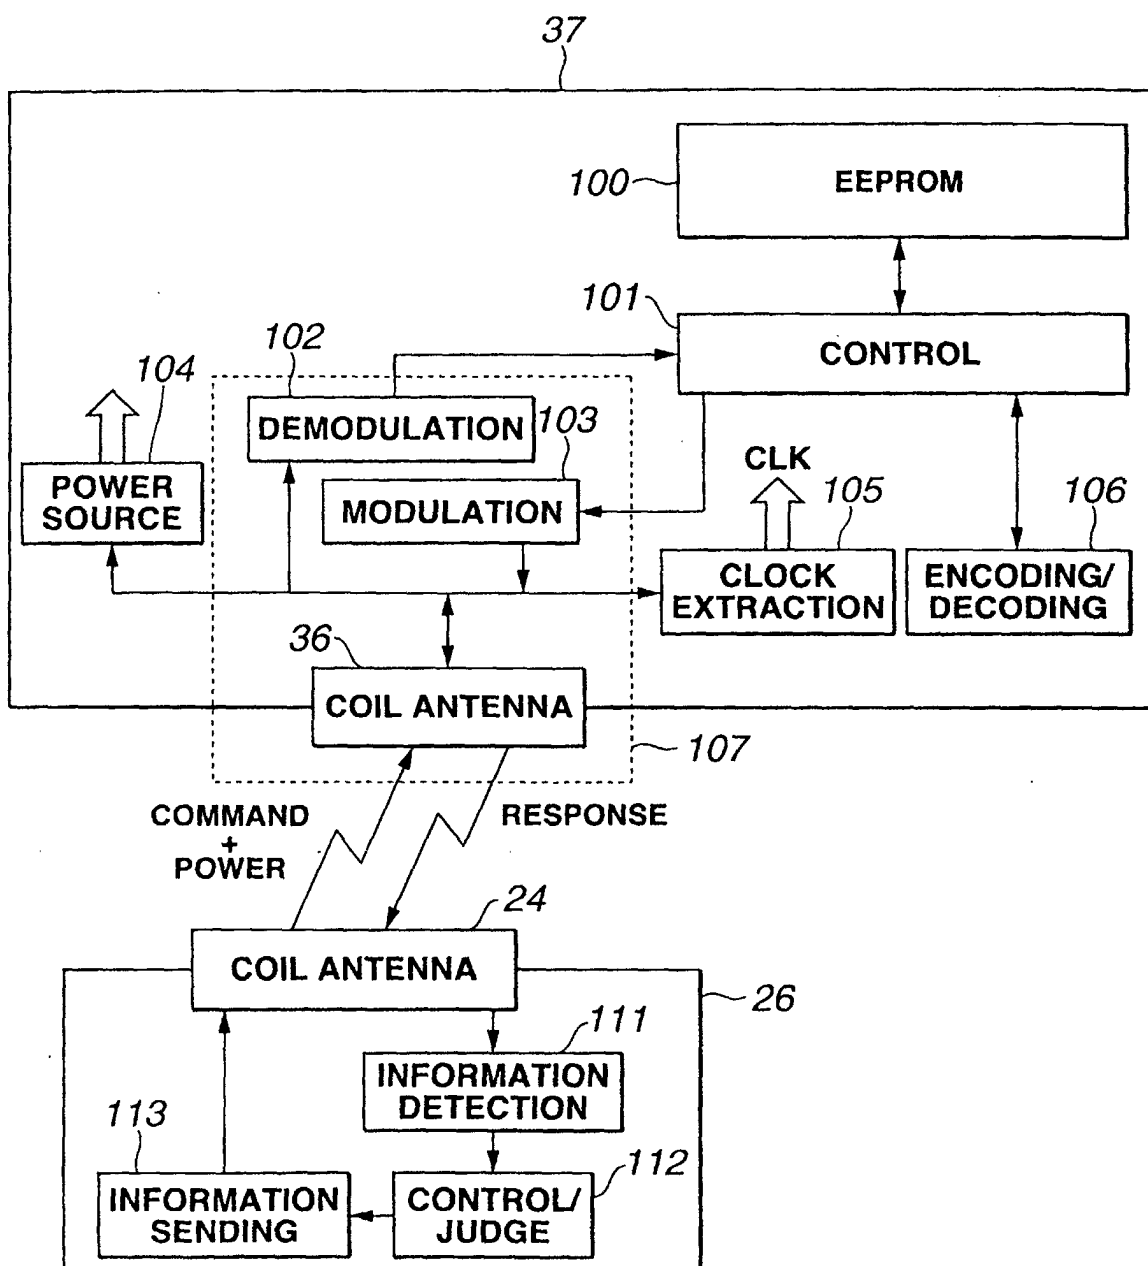 37
100
EEPROM
101
CONTROL
102
104
DEMODULATION
103
POWER
SOURCE
MODULATION
CLK
105
106
CLOCK
EXTRACTION
ENCODING/
DECODING
36
COIL ANTENNA
107
COMMAND
+
POWER
RESPONSE
24
COIL ANTENNA
26
111
INFORMATION
DETECTION
113
112
INFORMATION
SENDING
CONTROL/
JUDGE